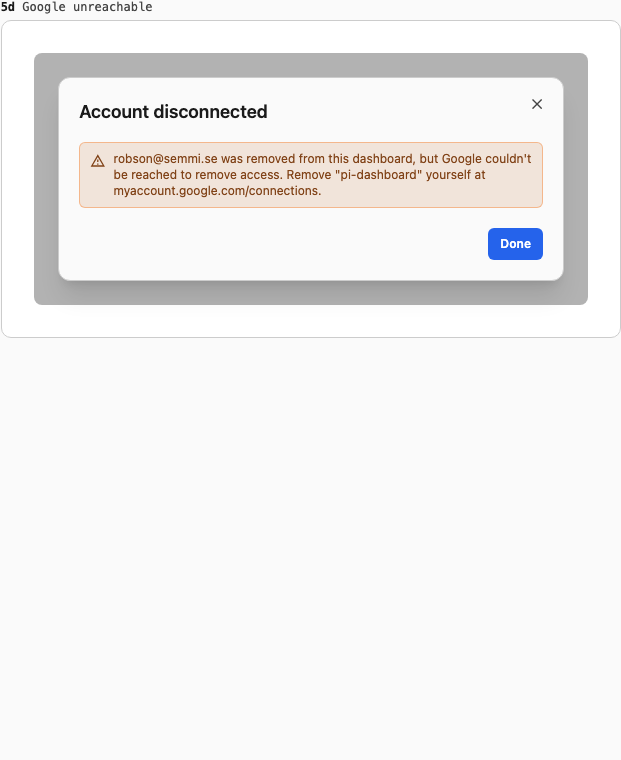 5d Google unreachable
Account disconnected
robson@semmi.se was removed from this dashboard, but Google couldn't
be reached to remove access. Remove "pi-dashboard" yourself at
myaccount.google.com/connections.
Done